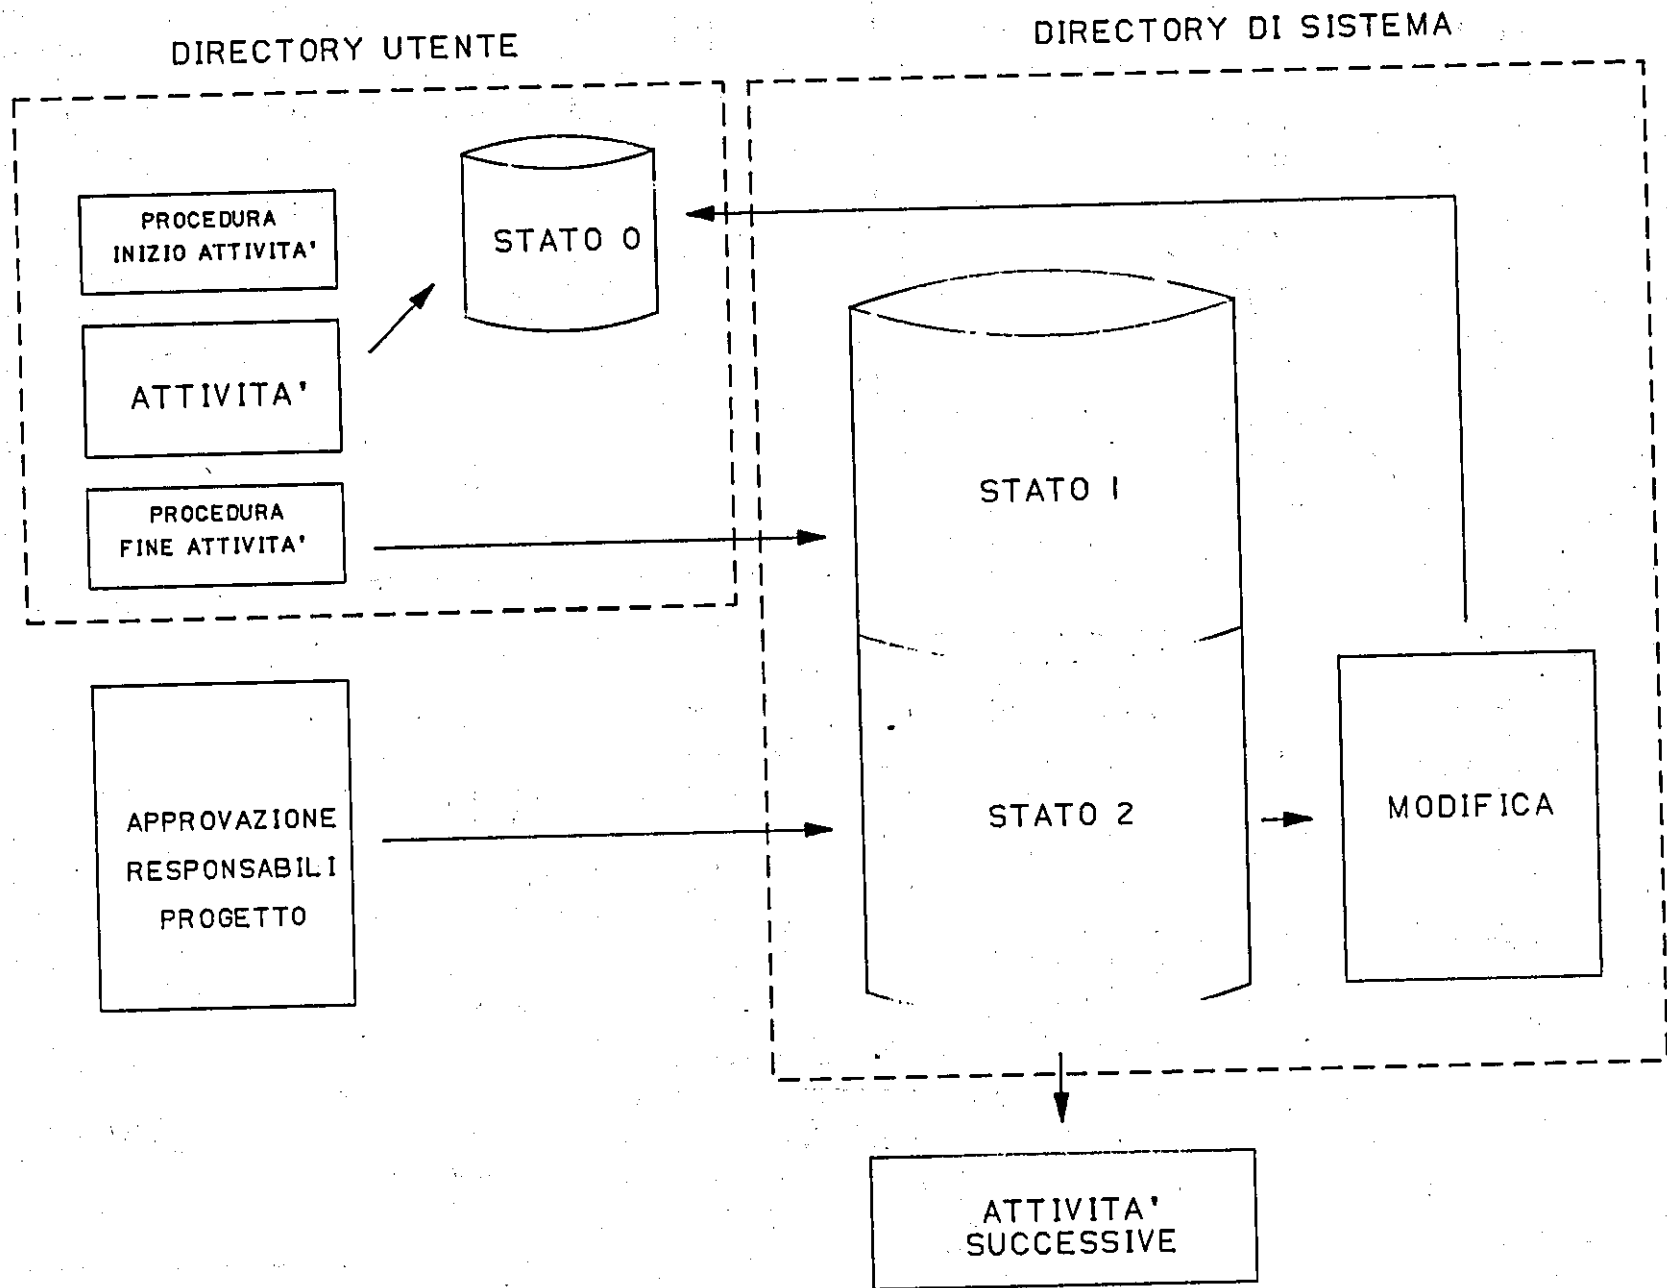 DIRECTORY UTENTE
DIRECTORY DI SISTEMA
PROCEDURA
INIZIO ATTIVITA'
STATO 0
ATTIVITA'
PROCEDURA
FINE ATTIVITA'
STATO 1
APPROVAZIONE
RESPONSABILI
PROGETTO
STATO 2
MODIFICA
ATTIVITA'
SUCCESSIVE